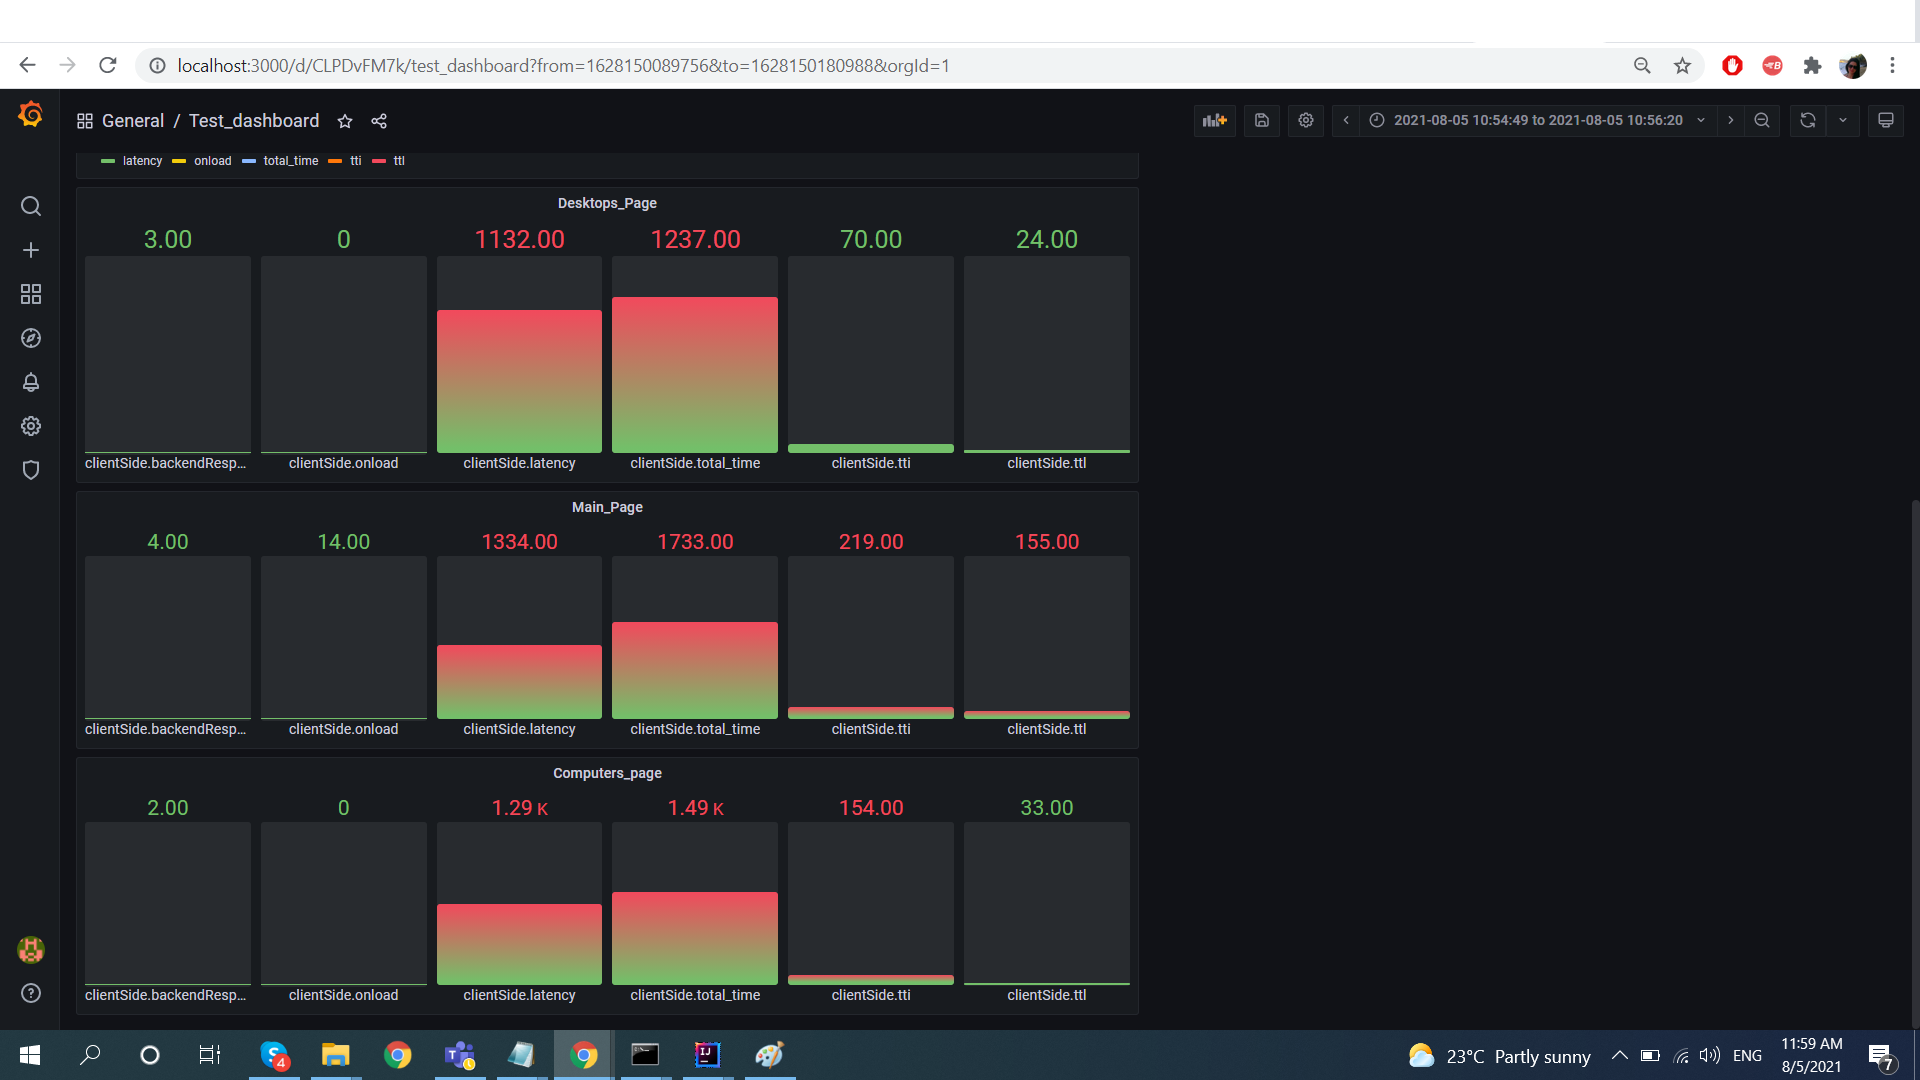 localhost:3000/d/CLPDvFM7k/test_dashboard?from=1628150089756&to=1628150180988&orgId=1
General / Test_dashboard
2021-08-05 10:54:49 to 2021-08-05 10:56:20
latency onload total_time tti ttl
Desktops_Page
3.00 0 1132.00 1237.00 70.00 24.00
clientSide.backendResp... clientSide.onload clientSide.latency clientSide.total_time clientSide.tti clientSide.ttl
Main_Page
4.00 14.00 1334.00 1733.00 219.00 155.00
clientSide.backendResp... clientSide.onload clientSide.latency clientSide.total_time clientSide.tti clientSide.ttl
Computers_page
2.00 0 1.29 K 1.49 K 154.00 33.00
clientSide.backendResp... clientSide.onload clientSide.latency clientSide.total_time clientSide.tti clientSide.ttl
S 4
23°C Partly sunny
ENG
11:59 AM
8/5/2021
7